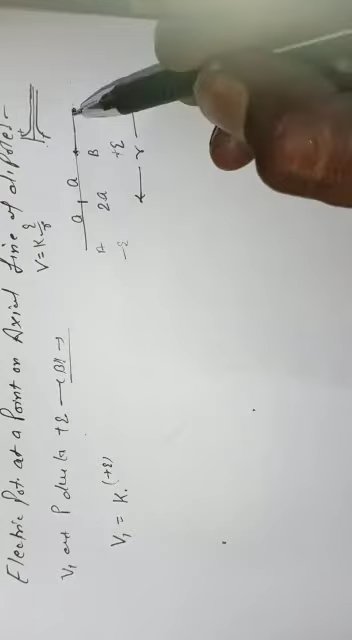 Electric Pot. at a Point on Axial line of dipole:-
V = K q/r
a a
A 2a B
-q +q
r
V₁ at P due to +q
V₁ = K. (+q)